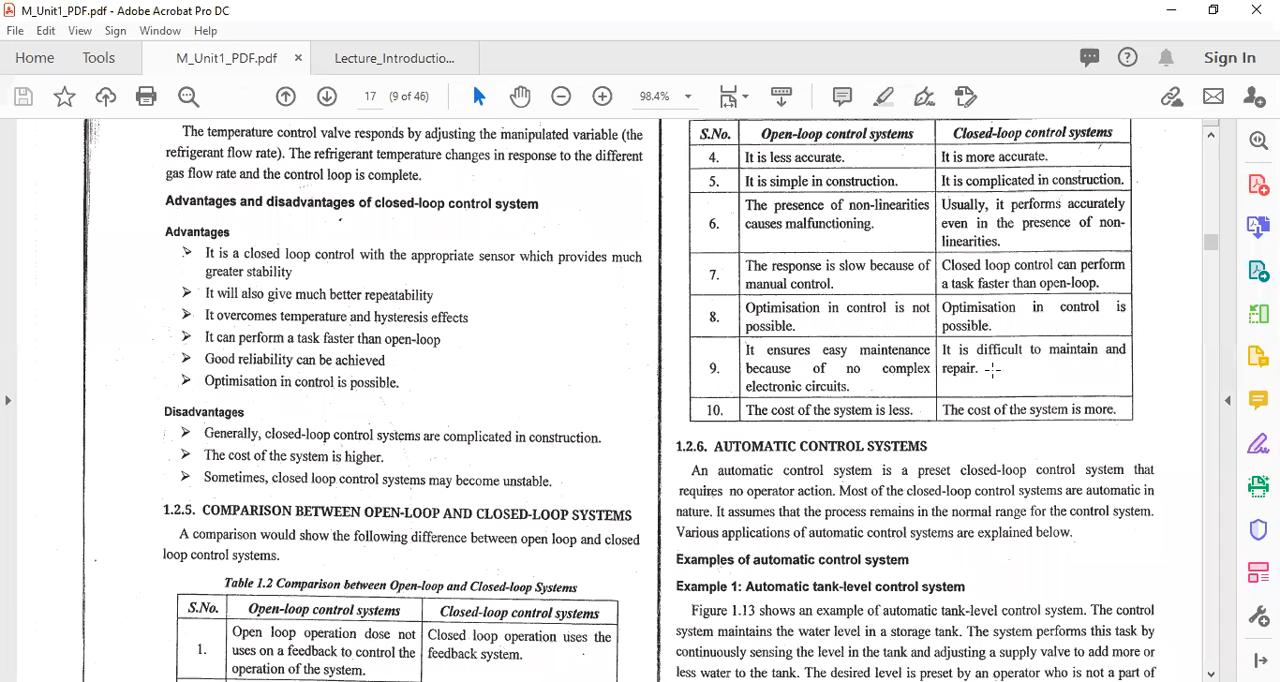 M_Unit1_PDF.pdf - Adobe Acrobat Pro DC
File Edit View Sign Window Help
Home Tools M_Unit1_PDF.pdf × Lecture_Introductio... Sign In
17 (9 of 46) 98.4%
The temperature control valve responds by adjusting the manipulated variable (the
refrigerant flow rate). The refrigerant temperature changes in response to the different
gas flow rate and the control loop is complete.
Advantages and disadvantages of closed-loop control system
Advantages
➢ It is a closed loop control with the appropriate sensor which provides much
greater stability
➢ It will also give much better repeatability
➢ It overcomes temperature and hysteresis effects
➢ It can perform a task faster than open-loop
➢ Good reliability can be achieved
➢ Optimisation in control is possible.
Disadvantages
➢ Generally, closed-loop control systems are complicated in construction.
➢ The cost of the system is higher.
➢ Sometimes, closed loop control systems may become unstable.
1.2.5. COMPARISON BETWEEN OPEN-LOOP AND CLOSED-LOOP SYSTEMS
A comparison would show the following difference between open loop and closed
loop control systems.
Table 1.2 Comparison between Open-loop and Closed-loop Systems
S.No. Open-loop control systems Closed-loop control systems
1.
Open loop operation dose not
uses on a feedback to control the
operation of the system.
Closed loop operation uses the
feedback system.
S.No. Open-loop control systems Closed-loop control systems
4. It is less accurate. It is more accurate.
5. It is simple in construction. It is complicated in construction.
6.
The presence of non-linearities
causes malfunctioning.
Usually, it performs accurately
even in the presence of non-
linearities.
7.
The response is slow because of
manual control.
Closed loop control can perform
a task faster than open-loop.
8.
Optimisation in control is not
possible.
Optimisation in control is
possible.
9.
It ensures easy maintenance
because of no complex
electronic circuits.
It is difficult to maintain and
repair.
10. The cost of the system is less. The cost of the system is more.
1.2.6. AUTOMATIC CONTROL SYSTEMS
An automatic control system is a preset closed-loop control system that
requires no operator action. Most of the closed-loop control systems are automatic in
nature. It assumes that the process remains in the normal range for the control system.
Various applications of automatic control systems are explained below.
Examples of automatic control system
Example 1: Automatic tank-level control system
Figure 1.13 shows an example of automatic tank-level control system. The control
system maintains the water level in a storage tank. The system performs this task by
continuously sensing the level in the tank and adjusting a supply valve to add more or
less water to the tank. The desired level is preset by an operator who is not a part of